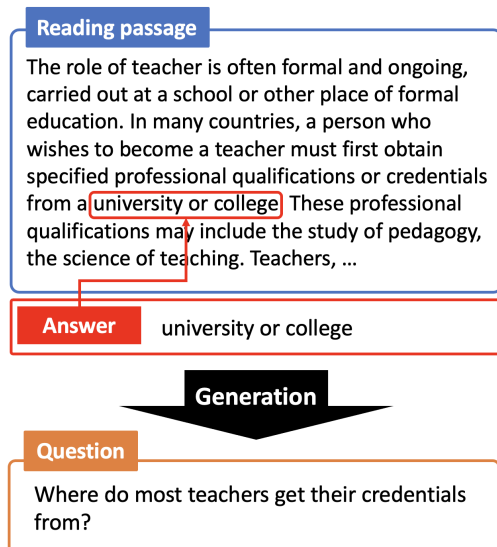 Reading passage
The role of teacher is often formal and ongoing,
carried out at a school or other place of formal
education. In many countries, a person who
wishes to become a teacher must first obtain
specified professional qualifications or credentials
from a university or college. These professional
qualifications may include the study of pedagogy,
the science of teaching. Teachers, ...
Answer
university or college
Generation
Question
Where do most teachers get their credentials
from?